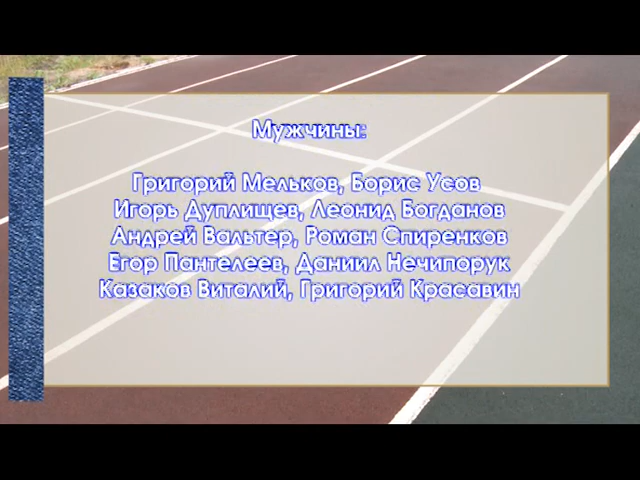 Мужчины:
Григорий Мельков, Борис Усов
Игорь Дуплищев, Леонид Богданов
Андрей Вальтер, Роман Спиренков
Егор Пантелеев, Даниил Нечипорук
Казаков Виталий, Григорий Красавин